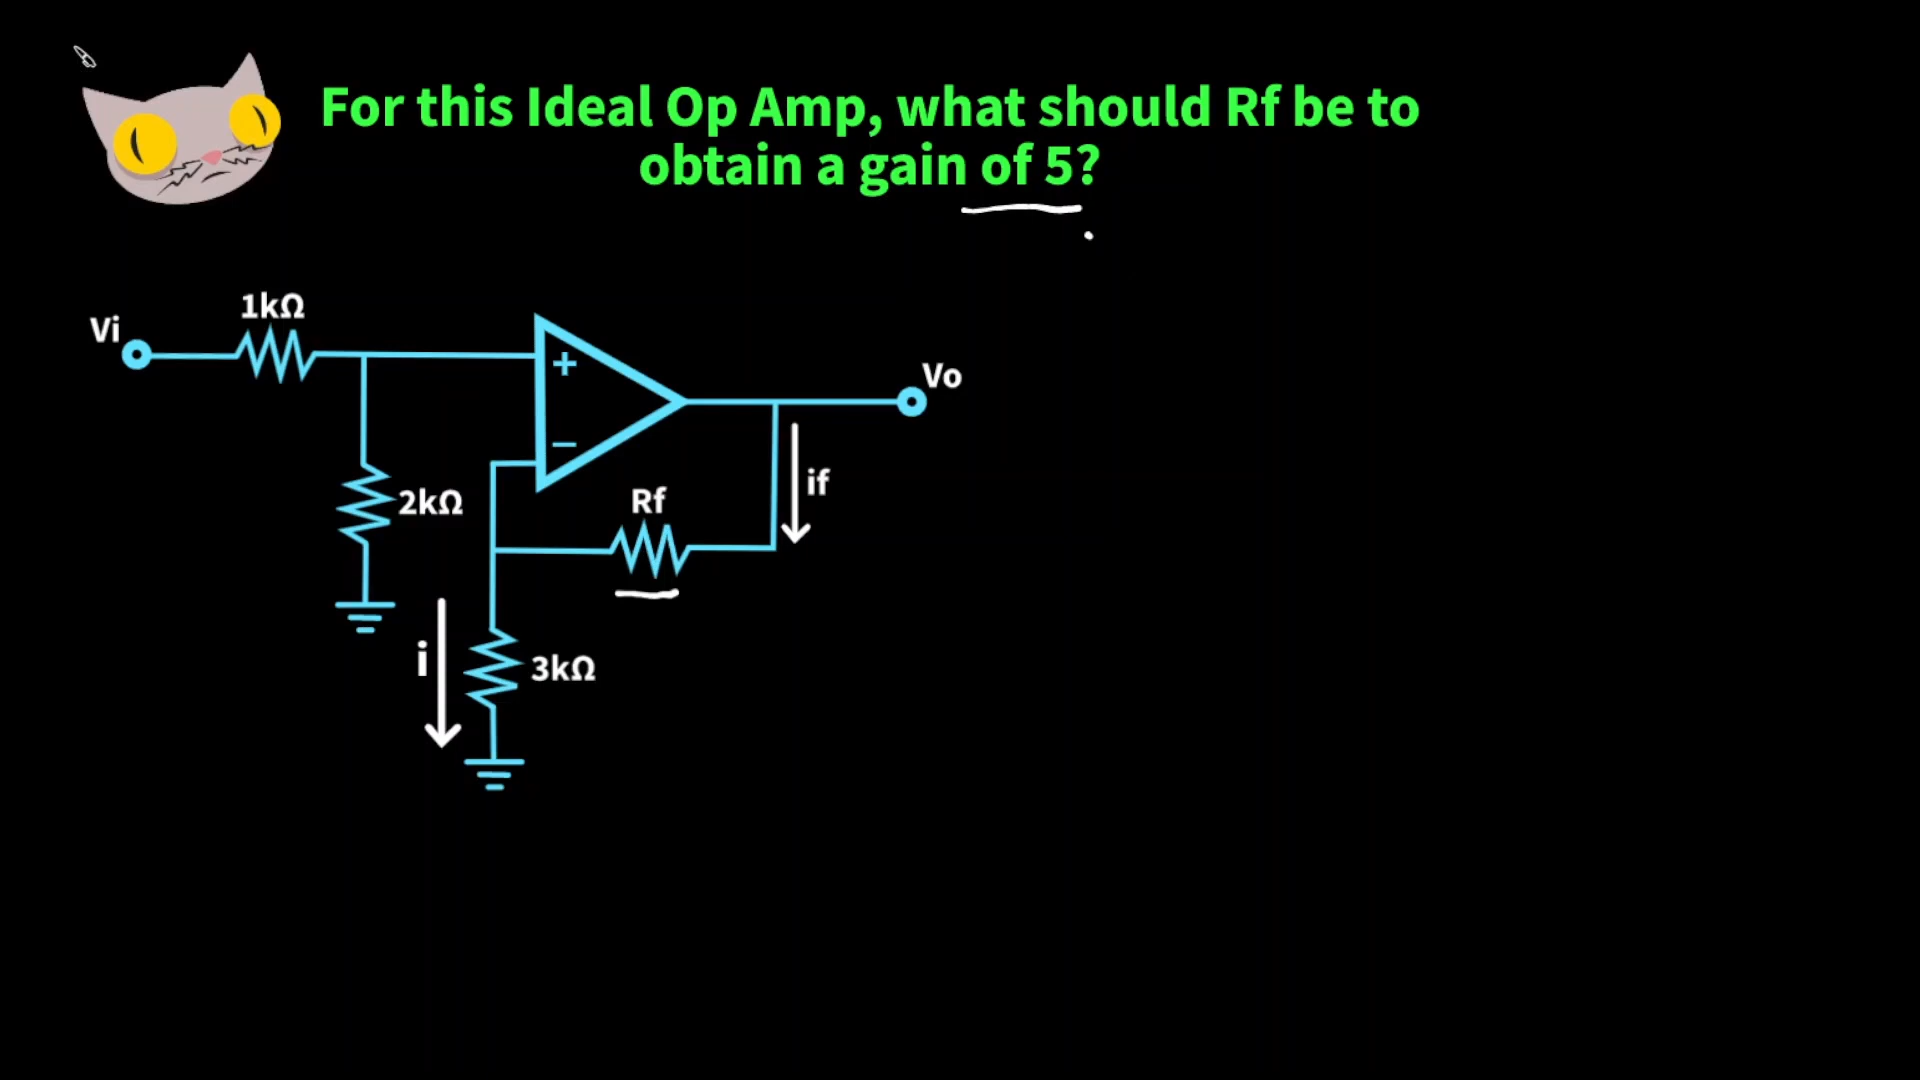 For this Ideal Op Amp, what should Rf be to
obtain a gain of 5?
1kΩ
Vi
+
Vo
−
if
Rf
2kΩ
i
3kΩ